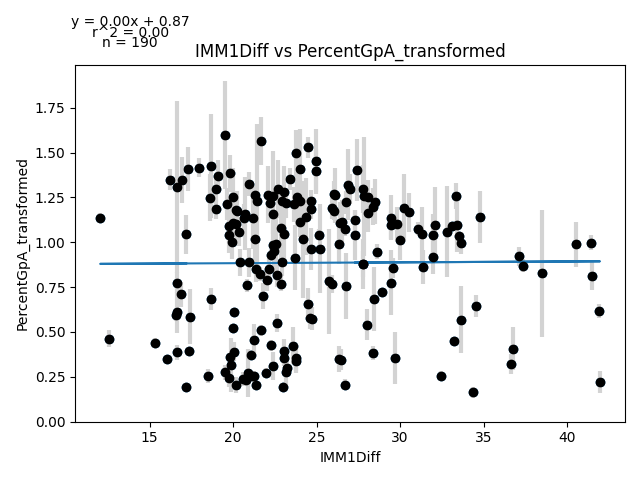 y = 0.00x + 0.87
r^2 = 0.00
n = 190
IMM1Diff vs PercentGpA_transformed
PercentGpA_transformed
1.75
1.50
1.25
1.00
0.75
0.50
0.25
0.00
15 20 25 30 35 40
IMM1Diff